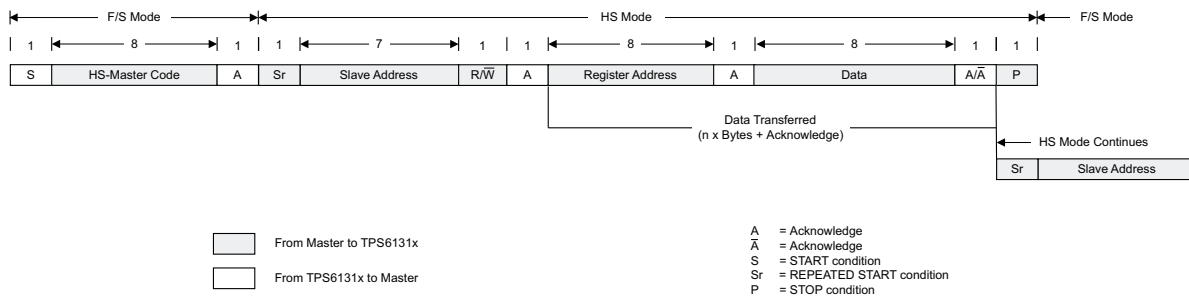 F/S Mode HS Mode F/S Mode
1 8 1 1 7 1 1 8 1 8 1 1
S HS-Master Code A Sr Slave Address R/W̅ A Register Address A Data A/A̅ P
Data Transferred
(n x Bytes + Acknowledge)
HS Mode Continues
Sr Slave Address
From Master to TPS6131x
From TPS6131x to Master
A = Acknowledge
A̅ = Acknowledge
S = START condition
Sr = REPEATED START condition
P = STOP condition